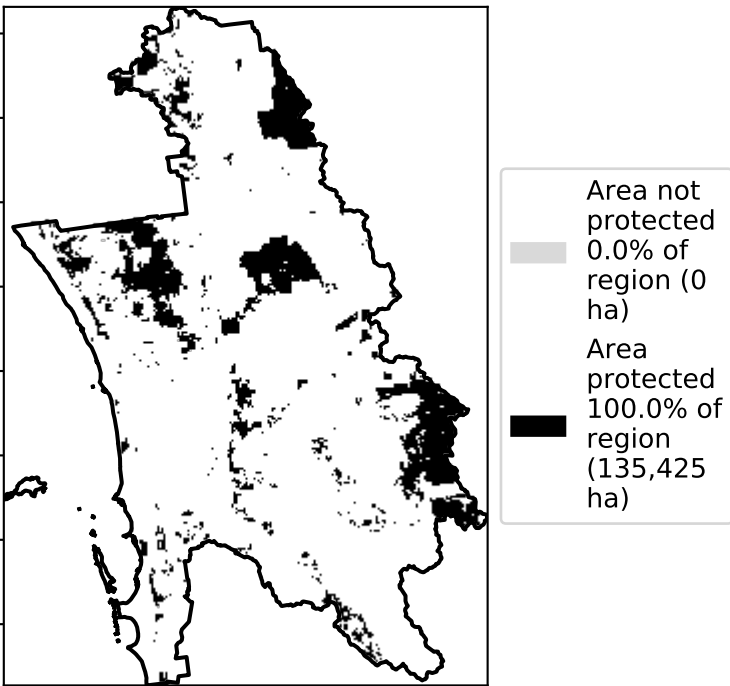 Area not
protected
0.0% of
region (0
ha)
Area
protected
100.0% of
region
(135,425
ha)